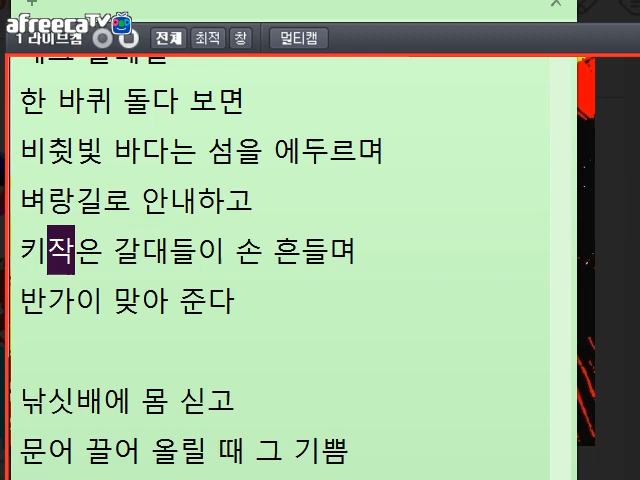 afreecaTV
1 라이브캠 전체 최적 창 멀티캠
한 바퀴 돌다 보면
비췻빛 바다는 섬을 에두르며
벼랑길로 안내하고
키작은 갈대들이 손 흔들며
반가이 맞아 준다
낚싯배에 몸 싣고
문어 끌어 올릴 때 그 기쁨